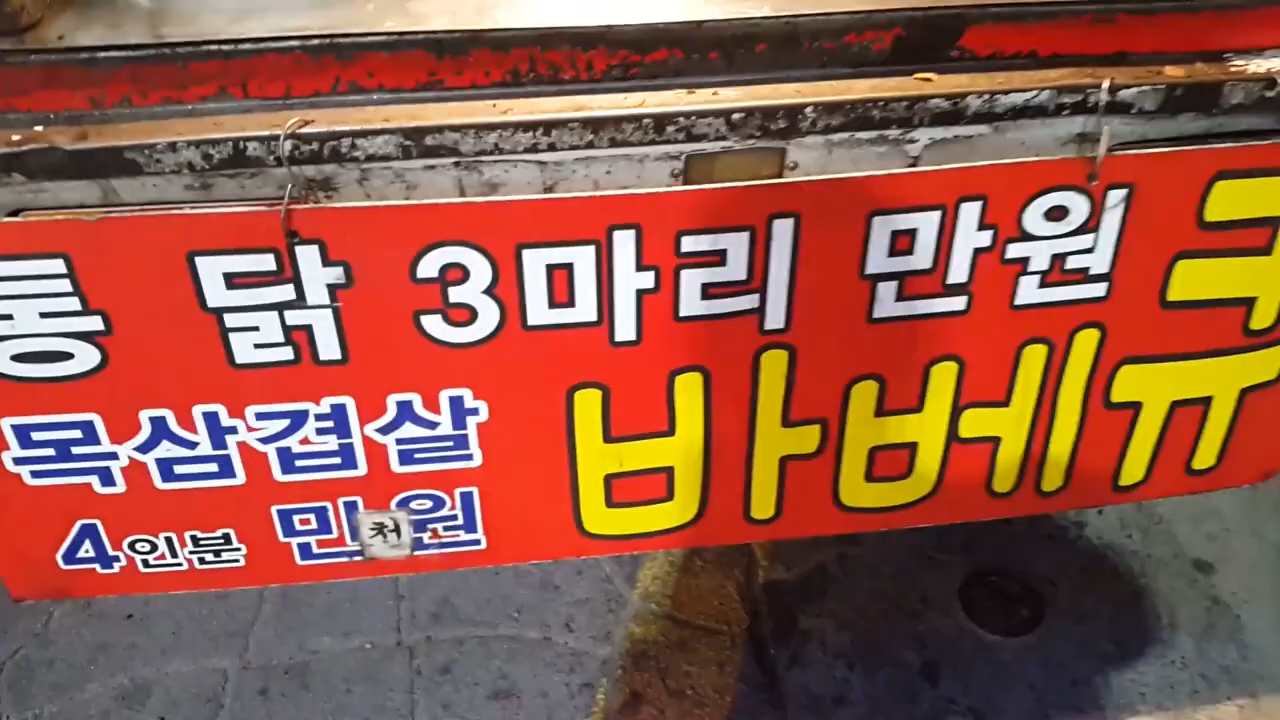 통 닭 3마리 만원
목삼겹살 바베큐
4인분 만천원